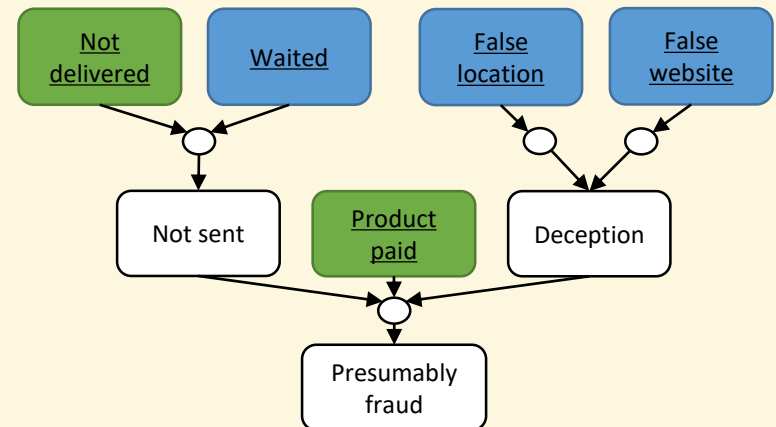 Not
delivered
Waited
False
location
False
website
Not sent
Product
paid
Deception
Presumably
fraud